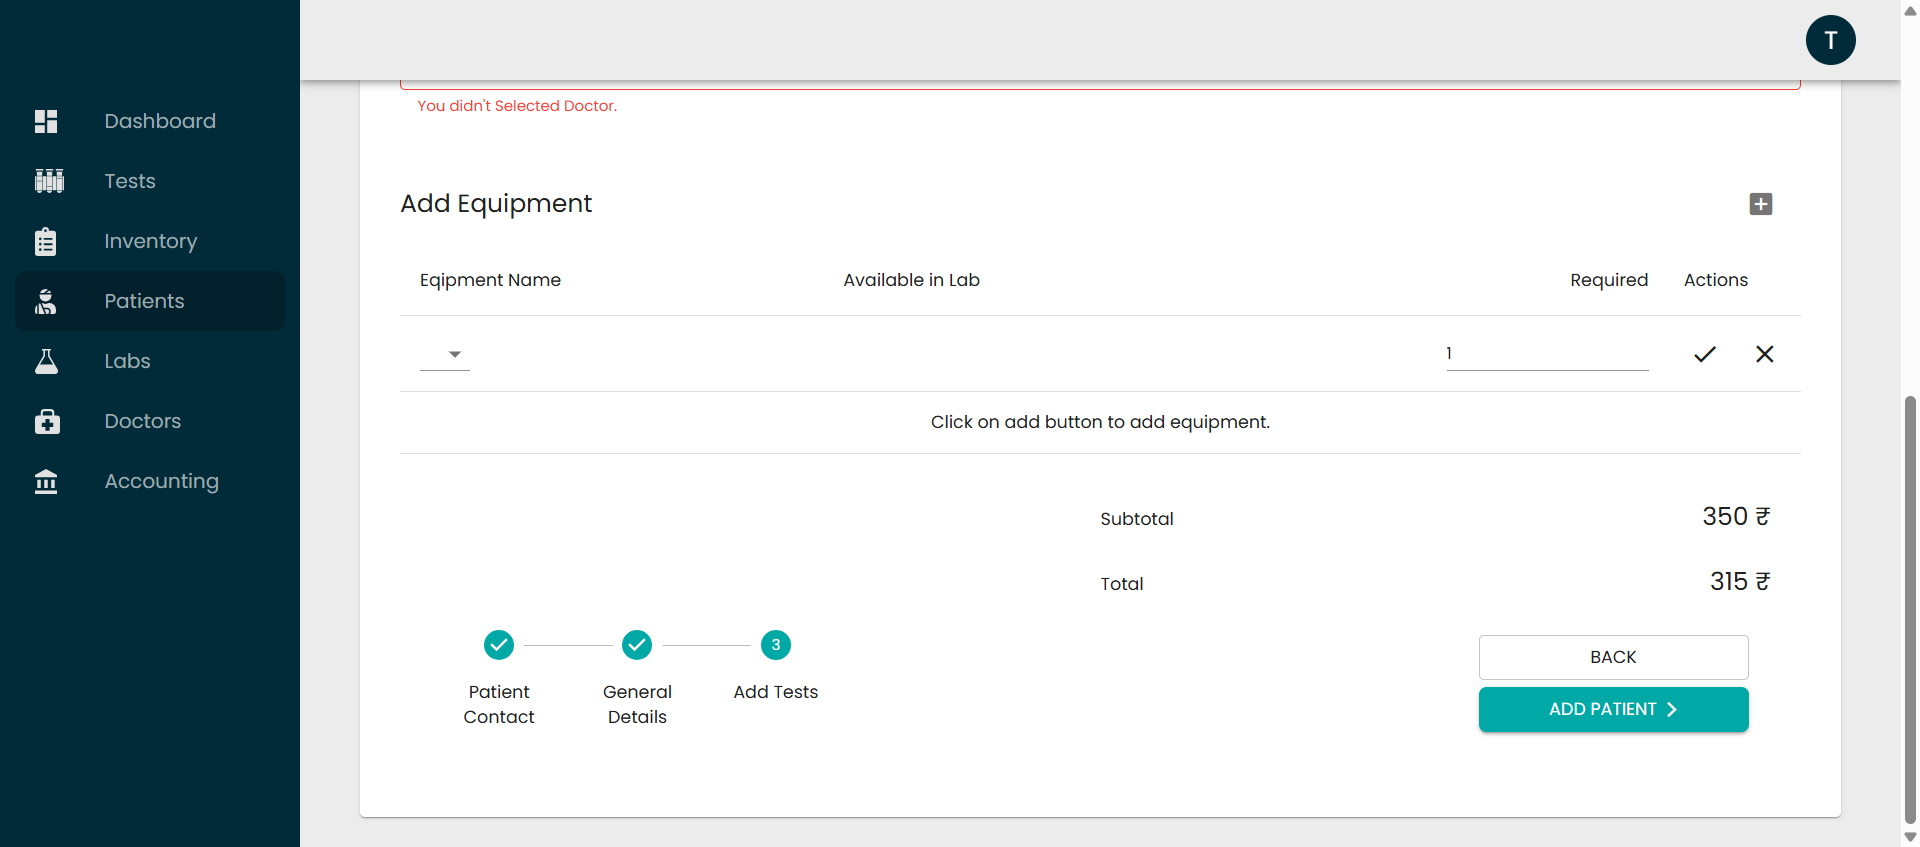 T
Dashboard
Tests
Inventory
Patients
Labs
Doctors
Accounting
You didn't Selected Doctor.
Add Equipment
Eqipment Name Available in Lab Required Actions
1
Click on add button to add equipment.
Subtotal 350 ₹
Total 315 ₹
3
Patient
Contact
General
Details
Add Tests
BACK
ADD PATIENT